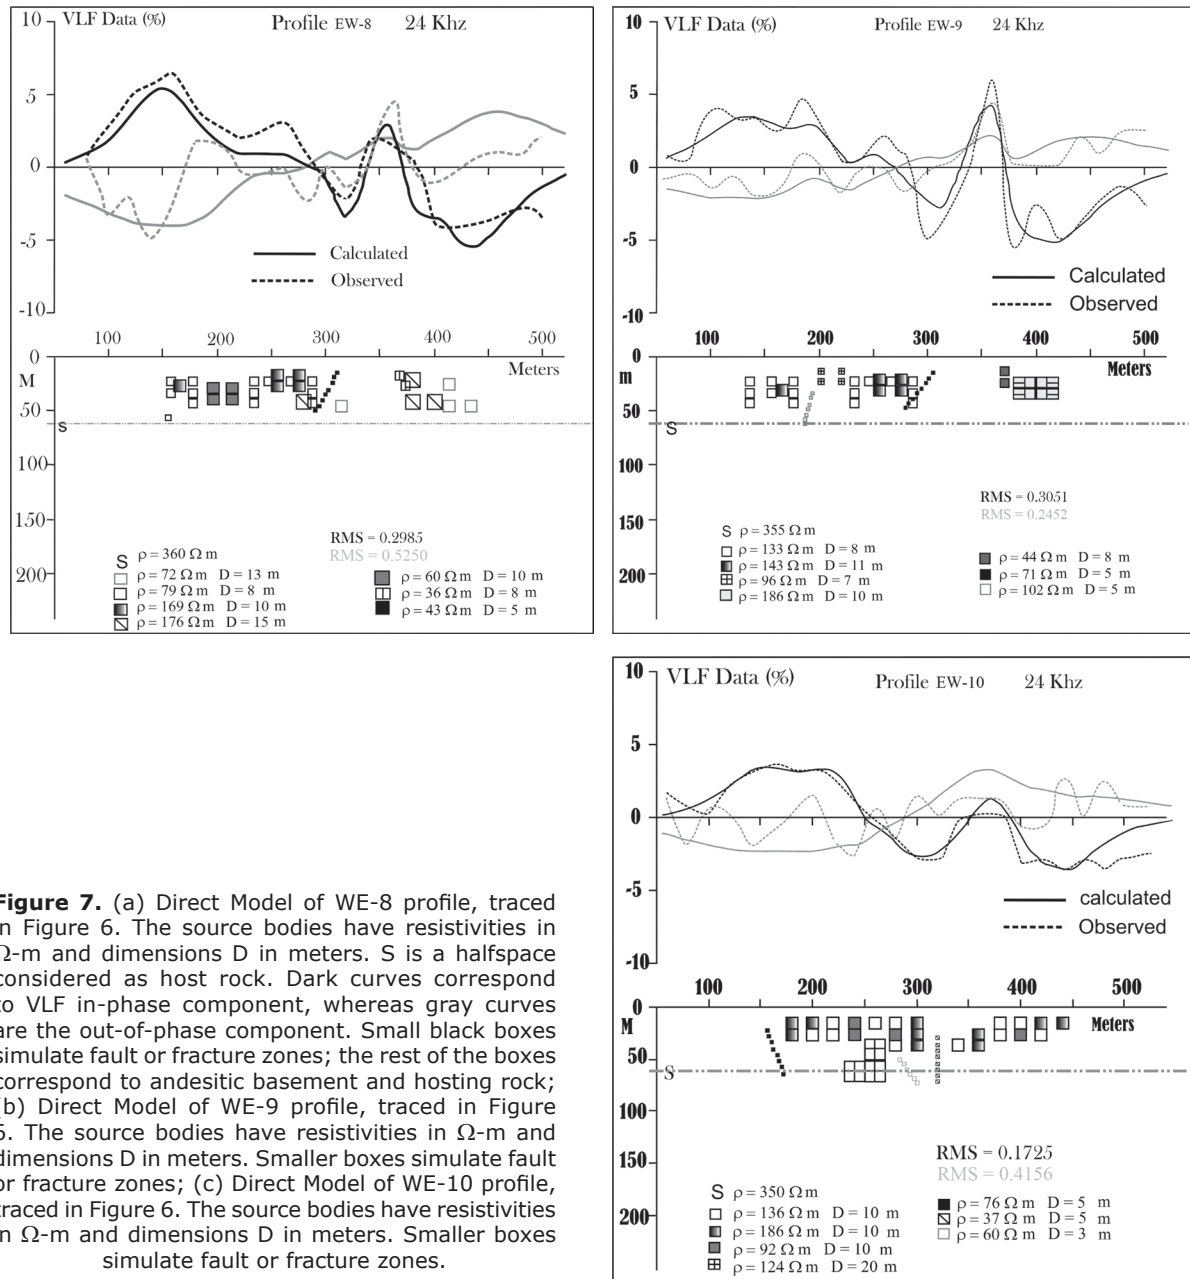 10
VLF Data (%)
Profile EW-8 24 Khz
5
0
-5
-10
Calculated
Observed
100 200 300 400 500
Meters
0
M
50
S
100
150
200
RMS = 0.2985
RMS = 0.5250
S ρ = 360 Ω m
ρ = 72 Ω m D = 13 m
ρ = 79 Ω m D = 8 m
ρ = 169 Ω m D = 10 m
ρ = 176 Ω m D = 15 m
ρ = 60 Ω m D = 10 m
ρ = 36 Ω m D = 8 m
ρ = 43 Ω m D = 5 m
10
VLF Data (%)
Profile EW-9 24 Khz
5
0
-5
-10
Calculated
Observed
100 200 300 400 500
Meters
0
m
50
S
100
150
200
RMS = 0.3051
RMS = 0.2452
S ρ = 355 Ω m
ρ = 133 Ω m D = 8 m
ρ = 143 Ω m D = 11 m
ρ = 96 Ω m D = 7 m
ρ = 186 Ω m D = 10 m
ρ = 44 Ω m D = 8 m
ρ = 71 Ω m D = 5 m
ρ = 102 Ω m D = 5 m
10
VLF Data (%)
Profile EW-10 24 Khz
5
0
-5
-10
calculated
Observed
100 200 300 400 500
0
M
Meters
50
S
100
150
200
RMS = 0.1725
RMS = 0.4156
S ρ = 350 Ω m
ρ = 136 Ω m D = 10 m
ρ = 186 Ω m D = 10 m
ρ = 92 Ω m D = 10 m
ρ = 124 Ω m D = 20 m
ρ = 76 Ω m D = 5 m
ρ = 37 Ω m D = 5 m
ρ = 60 Ω m D = 3 m
Figure 7. (a) Direct Model of WE-8 profile, traced
in Figure 6. The source bodies have resistivities in
Ω-m and dimensions D in meters. S is a halfspace
considered as host rock. Dark curves correspond
to VLF in-phase component, whereas gray curves
are the out-of-phase component. Small black boxes
simulate fault or fracture zones; the rest of the boxes
correspond to andesitic basement and hosting rock;
(b) Direct Model of WE-9 profile, traced in Figure
6. The source bodies have resistivities in Ω-m and
dimensions D in meters. Smaller boxes simulate fault
or fracture zones; (c) Direct Model of WE-10 profile,
traced in Figure 6. The source bodies have resistivities
in Ω-m and dimensions D in meters. Smaller boxes
simulate fault or fracture zones.